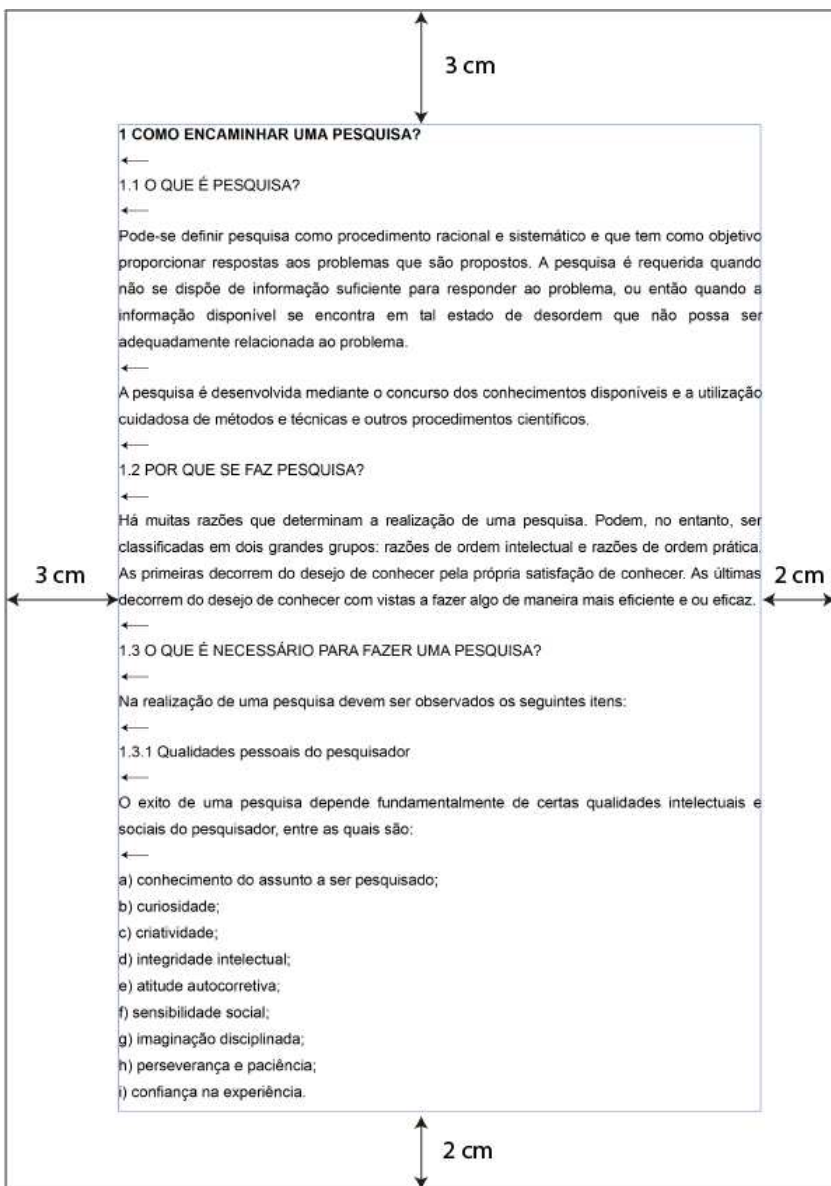 3 cm
1 COMO ENCAMINHAR UMA PESQUISA?
1.1 O QUE É PESQUISA?
Pode-se definir pesquisa como procedimento racional e sistemático e que tem como objetivo
proporcionar respostas aos problemas que são propostos. A pesquisa é requerida quando
não se dispõe de informação suficiente para responder ao problema, ou então quando a
informação disponível se encontra em tal estado de desordem que não possa ser
adequadamente relacionada ao problema.
A pesquisa é desenvolvida mediante o concurso dos conhecimentos disponíveis e a utilização
cuidadosa de métodos e técnicas e outros procedimentos científicos.
1.2 POR QUE SE FAZ PESQUISA?
Há muitas razões que determinam a realização de uma pesquisa. Podem, no entanto, ser
classificadas em dois grandes grupos: razões de ordem intelectual e razões de ordem prática.
As primeiras decorrem do desejo de conhecer pela própria satisfação de conhecer. As últimas
3 cm
2 cm
decorrem do desejo de conhecer com vistas a fazer algo de maneira mais eficiente e ou eficaz.
1.3 O QUE É NECESSÁRIO PARA FAZER UMA PESQUISA?
Na realização de uma pesquisa devem ser observados os seguintes itens:
1.3.1 Qualidades pessoais do pesquisador
O exito de uma pesquisa depende fundamentalmente de certas qualidades intelectuais e
sociais do pesquisador, entre as quais são:
a) conhecimento do assunto a ser pesquisado;
b) curiosidade;
c) criatividade;
d) integridade intelectual;
e) atitude autocorretiva;
f) sensibilidade social;
g) imaginação disciplinada;
h) perseverança e paciência;
i) confiança na experiência.
2 cm